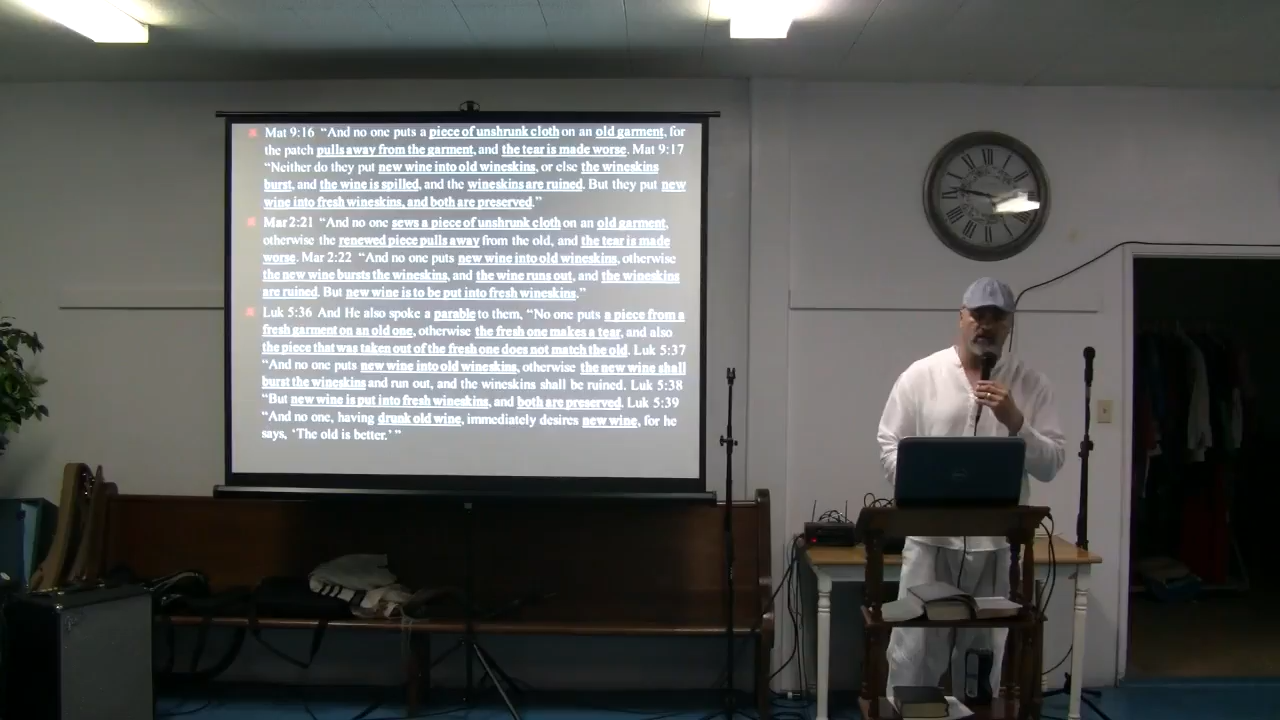 Mat 9:16 “And no one puts a piece of unshrunk cloth on an old garment, for
the patch pulls away from the garment, and the tear is made worse. Mat 9:17
“Neither do they put new wine into old wineskins, or else the wineskins
burst, and the wine is spilled, and the wineskins are ruined. But they put new
wine into fresh wineskins, and both are preserved.”
Mar 2:21 “And no one sews a piece of unshrunk cloth on an old garment,
otherwise the renewed piece pulls away from the old, and the tear is made
worse. Mar 2:22 “And no one puts new wine into old wineskins, otherwise
the new wine bursts the wineskins, and the wine runs out, and the wineskins
are ruined. But new wine is to be put into fresh wineskins.”
Luk 5:36 And He also spoke a parable to them, “No one puts a piece from a
fresh garment on an old one, otherwise the fresh one makes a tear, and also
the piece that was taken out of the fresh one does not match the old. Luk 5:37
“And no one puts new wine into old wineskins, otherwise the new wine shall
burst the wineskins and run out, and the wineskins shall be ruined. Luk 5:38
“But new wine is put into fresh wineskins, and both are preserved. Luk 5:39
“And no one, having drunk old wine, immediately desires new wine, for he
says, ‘The old is better.’ ”